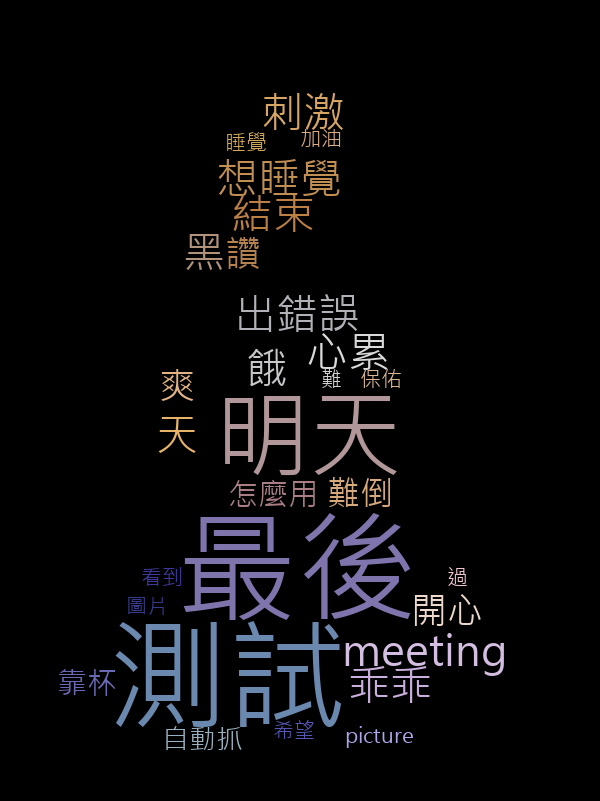 刺激
睡覺 加油
想睡覺
結束
黑 讚
出錯誤
心累
餓
難 保佑
爽
明天
天
怎麼用 難倒
最後
看到 過
圖片 開心
測試
meeting
靠杯 乖乖
自動抓 希望 picture